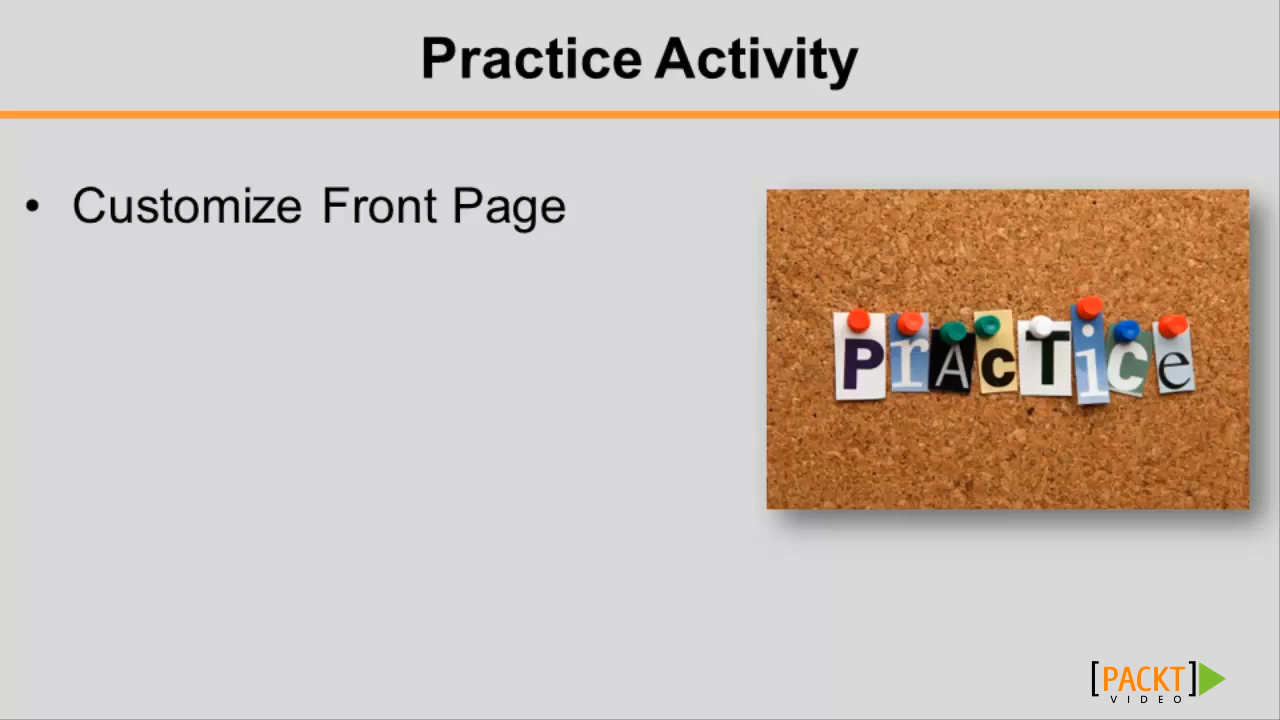 Practice Activity
• Customize Front Page
PrAcTice
[PACKT]
VIDEO